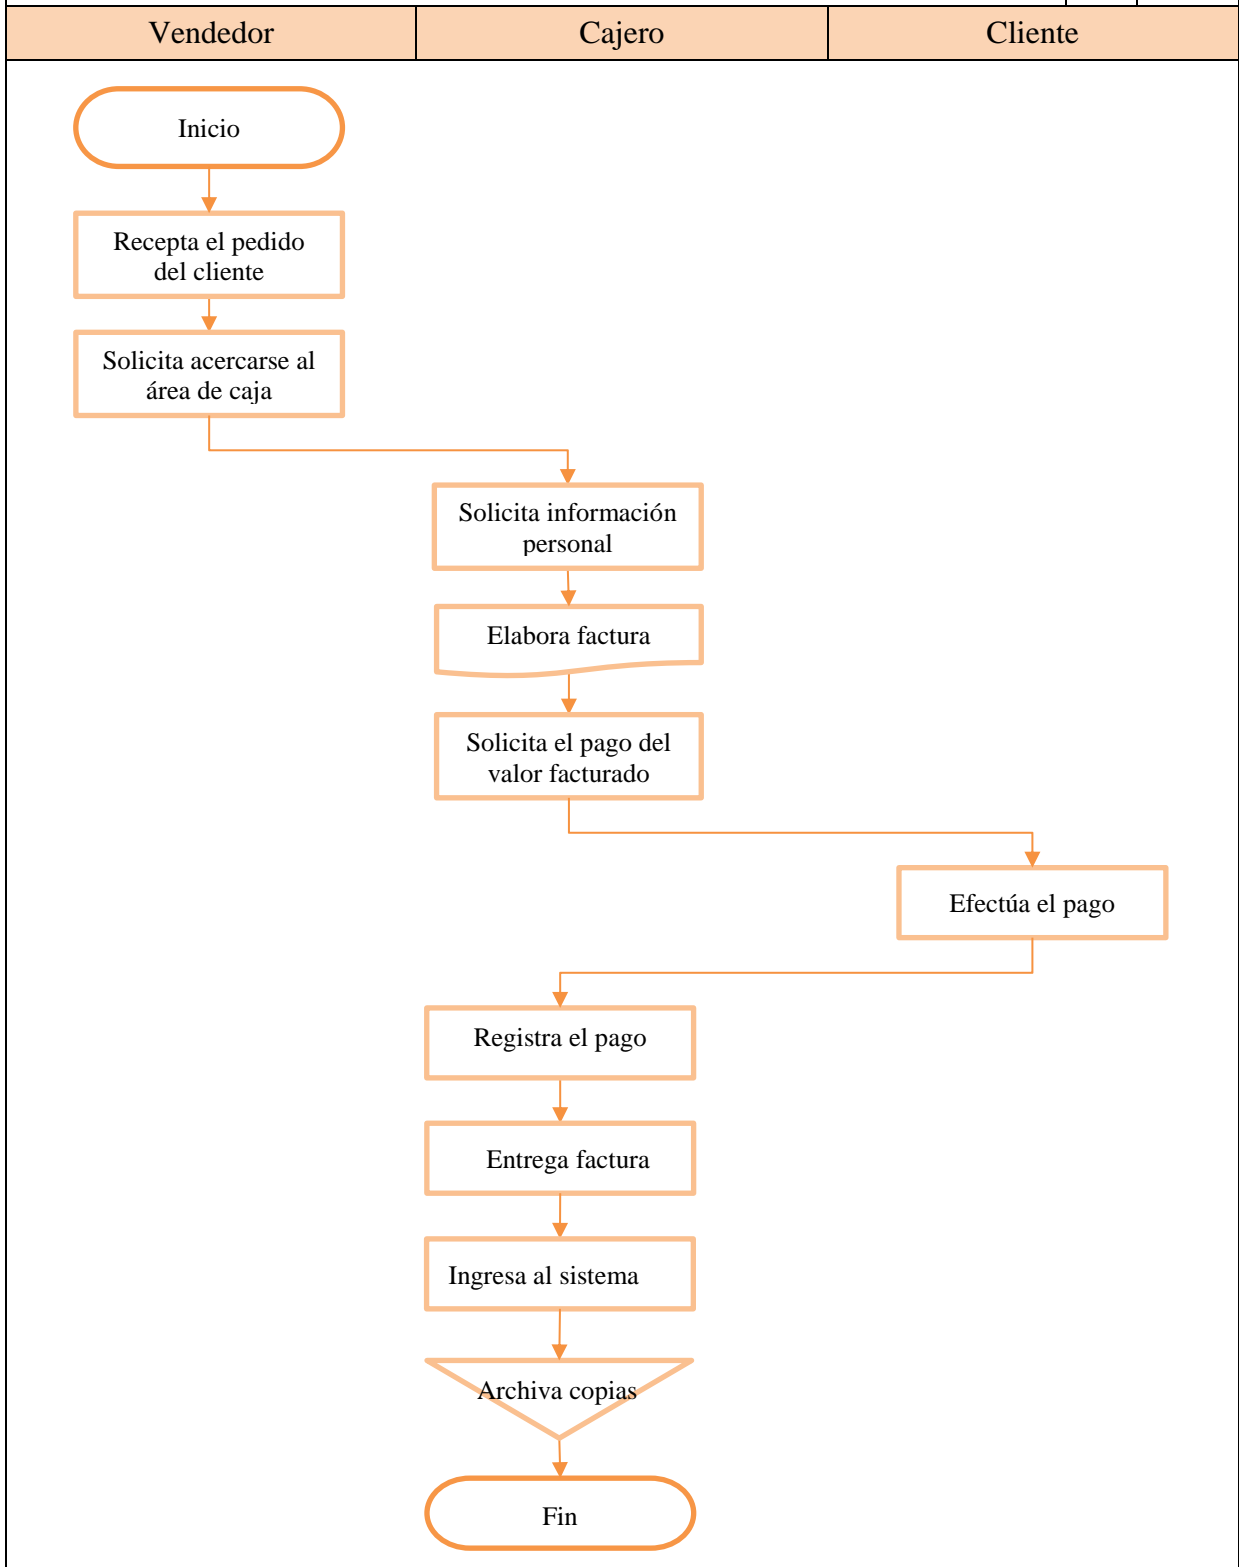 Vendedor
Cajero
Cliente
Inicio
Recepta el pedido
del cliente
Solicita acercarse al
área de caja
Solicita información
personal
Elabora factura
Solicita el pago del
valor facturado
Efectúa el pago
Registra el pago
Entrega factura
Ingresa al sistema
Archiva copias
Fin